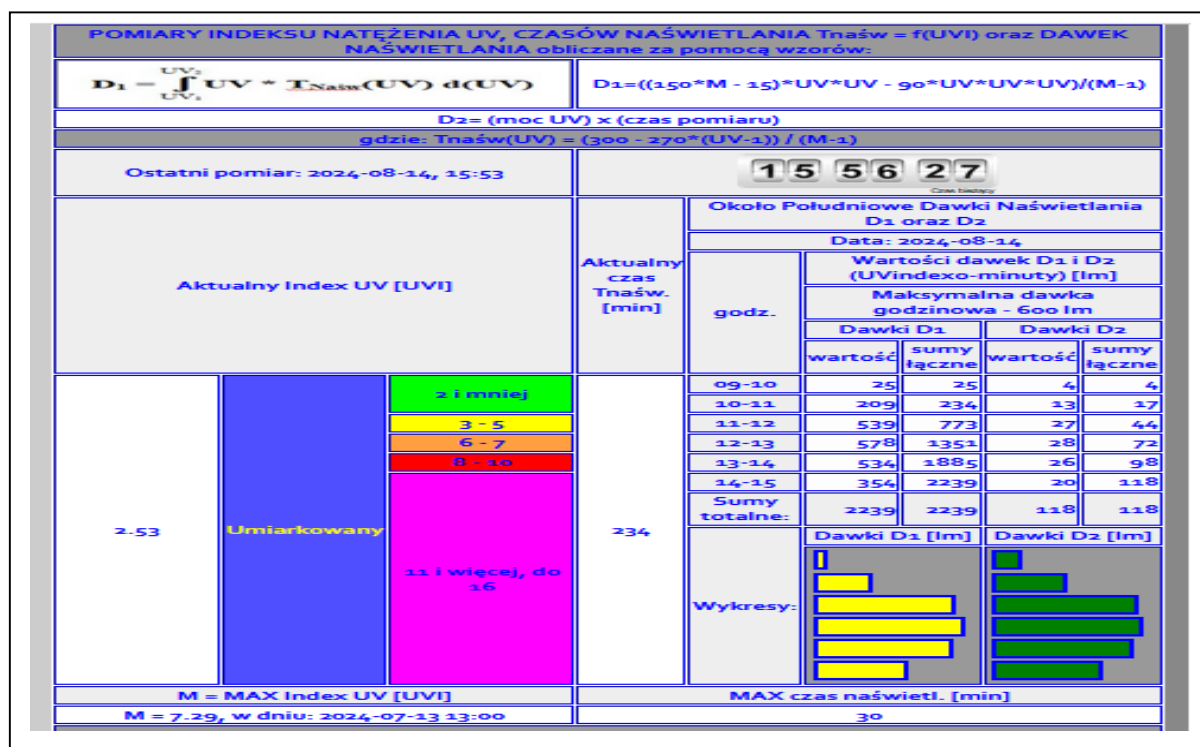 POMIARY INDEKSU NATĘŻENIA UV, CZASÓW NAŚWIETLANIA Tnaśw = f(UVI) oraz DAWEK
NAŚWIETLANIA obliczane za pomocą wzorów:
D₁ = ∫ UV₁ UV₂ UV * T_Naśw(UV) d(UV)
D1=((150*M - 15)*UV*UV - 90*UV*UV*UV)/(M-1)
D2= (moc UV) x (czas pomiaru)
gdzie: Tnaśw(UV) = (300 - 270*(UV-1)) / (M-1)
Ostatni pomiar: 2024-08-14, 15:53
15 56 27
Czas bieżący
Aktualny Index UV [UVI]
Aktualny
czas
Tnaśw.
[min]
Około Południowe Dawki Naświetlania
D1 oraz D2
Data: 2024-08-14
godz.
Wartości dawek D1 i D2
(UVindexo-minuty) [Im]
Maksymalna dawka
godzinowa - 600 Im
Dawki D1 Dawki D2
wartość sumy łączne wartość sumy łączne
2.53
Umiarkowany
2 i mniej
3 - 5
6 - 7
8 - 10
11 i więcej, do
16
234
09-10 25 25 4 4
10-11 209 234 13 17
11-12 539 773 27 44
12-13 578 1351 28 72
13-14 534 1885 26 98
14-15 354 2239 20 118
Sumy totalne: 2239 2239 118 118
Wykresy:
Dawki D1 [Im] Dawki D2 [Im]
M = MAX Index UV [UVI] MAX czas naświetl. [min]
M = 7.29, w dniu: 2024-07-13 13:00 30